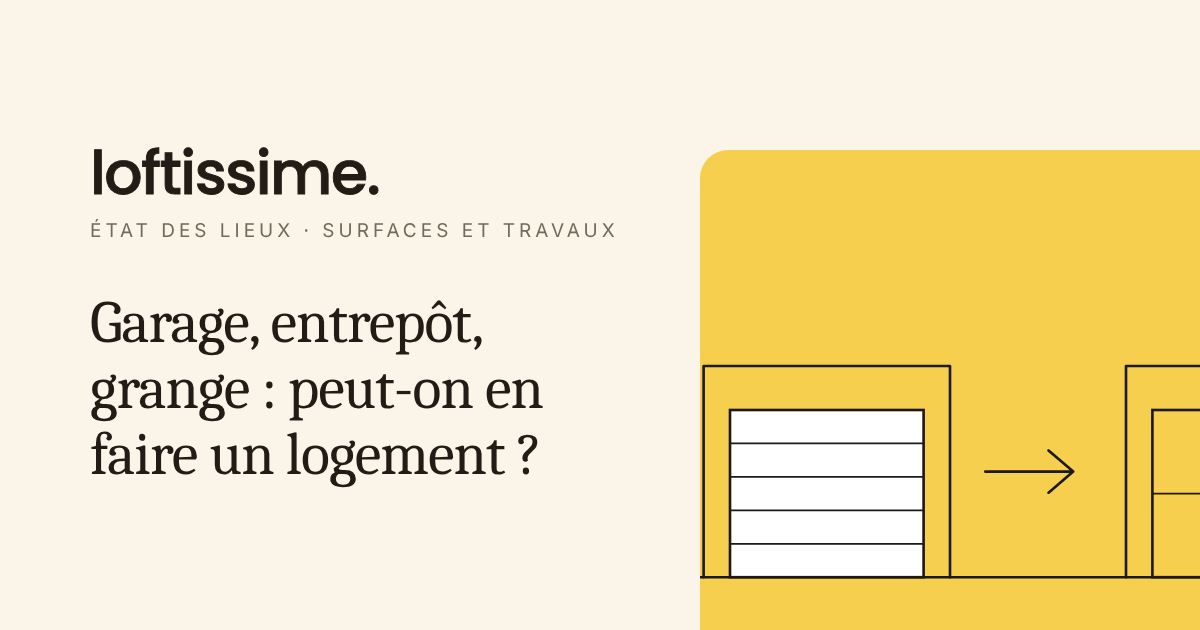 loftissime.
ÉTAT DES LIEUX · SURFACES ET TRAVAUX
Garage, entrepôt,
grange : peut-on en
faire un logement ?